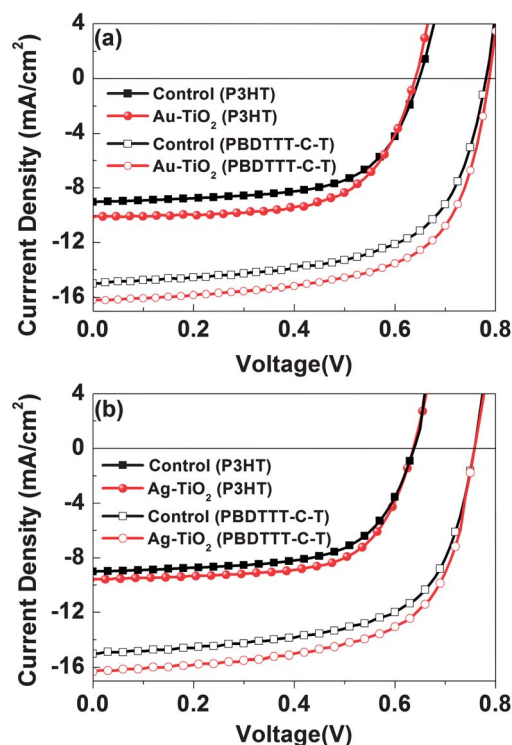 (a)
4
0
-4
-8
-12
-16
Currrent Density (mA/cm²)
Control (P3HT)
Au-TiO₂ (P3HT)
Control (PBDTTT-C-T)
Au-TiO₂ (PBDTTT-C-T)
0.0 0.2 0.4 0.6 0.8
Voltage(V)
(b)
4
0
-4
-8
-12
-16
Current Density (mA/cm²)
Control (P3HT)
Ag-TiO₂ (P3HT)
Control (PBDTTT-C-T)
Ag-TiO₂ (PBDTTT-C-T)
0.0 0.2 0.4 0.6 0.8
Voltage(V)